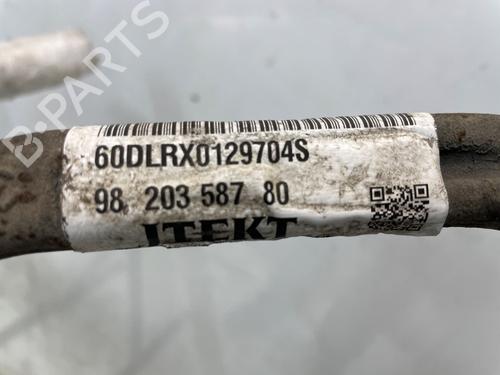 60DLRX0129704S
98 203 587 80
JTEKT
B-PARTS